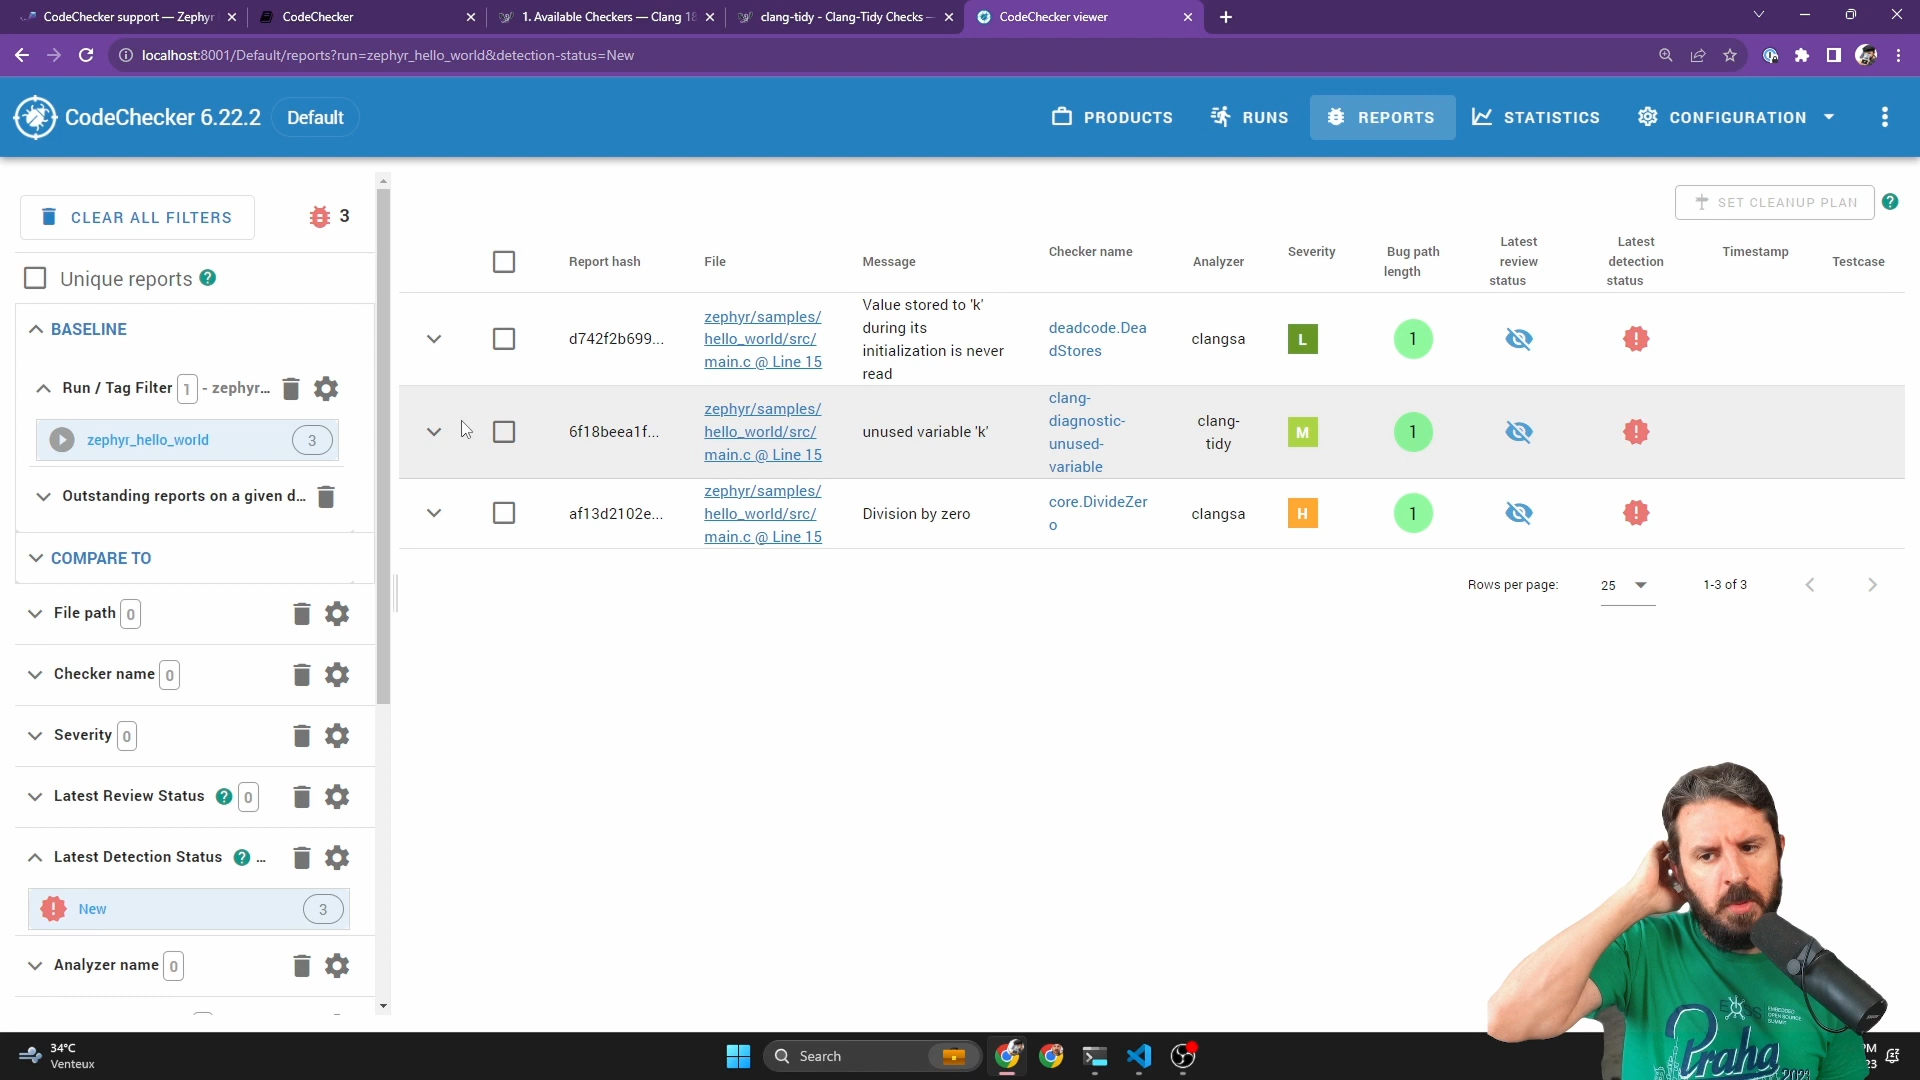 CodeChecker support — Zephyr
CodeChecker
1. Available Checkers — Clang 18
clang-tidy - Clang-Tidy Checks —
CodeChecker viewer
localhost:8001/Default/reports?run=zephyr_hello_world&detection-status=New
CodeChecker 6.22.2
Default
PRODUCTS
RUNS
REPORTS
STATISTICS
CONFIGURATION
CLEAR ALL FILTERS
3
SET CLEANUP PLAN
?
Unique reports ?
BASELINE
Run / Tag Filter 1 - zephyr...
zephyr_hello_world 3
Outstanding reports on a given d...
COMPARE TO
File path 0
Checker name 0
Severity 0
Latest Review Status ? 0
Latest Detection Status ? ...
New 3
Analyzer name 0
Report hash
File
Message
Checker name
Analyzer
Severity
Bug path
length
Latest
review
status
Latest
detection
status
Timestamp
Testcase
d742f2b699...
zephyr/samples/
hello_world/src/
main.c @ Line 15
Value stored to 'k'
during its
initialization is never
read
deadcode.Dea
dStores
clangsa
L
1
6f18beea1f...
zephyr/samples/
hello_world/src/
main.c @ Line 15
unused variable 'k'
clang-
diagnostic-
unused-
variable
clang-
tidy
M
1
af13d2102e...
zephyr/samples/
hello_world/src/
main.c @ Line 15
Division by zero
core.DivideZer
o
clangsa
H
1
Rows per page:
25
1-3 of 3
EOSS
EMBEDDED
OPEN SOURCE
SUMMIT
Praha
2023
34°C
Venteux
Search